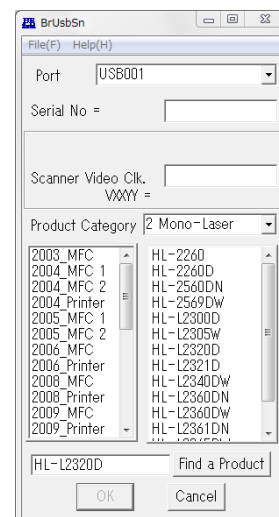 BrUsbSn
File(F) Help(H)
Port USB001
Serial No =
Scanner Video Clk.
VXXYY =
Product Category 2 Mono-Laser
2003_MFC
2004_MFC 1
2004_MFC 2
2004_Printer
2005_MFC 1
2005_MFC 2
2006_MFC
2006_Printer
2008_MFC
2008_Printer
2009_MFC
2009_Printer
HL-2260
HL-2260D
HL-2560DN
HL-2569DW
HL-L2300D
HL-L2305W
HL-L2320D
HL-L2321D
HL-L2340DW
HL-L2360DN
HL-L2360DW
HL-L2361DN
HL-L2320D Find a Product
OK Cancel